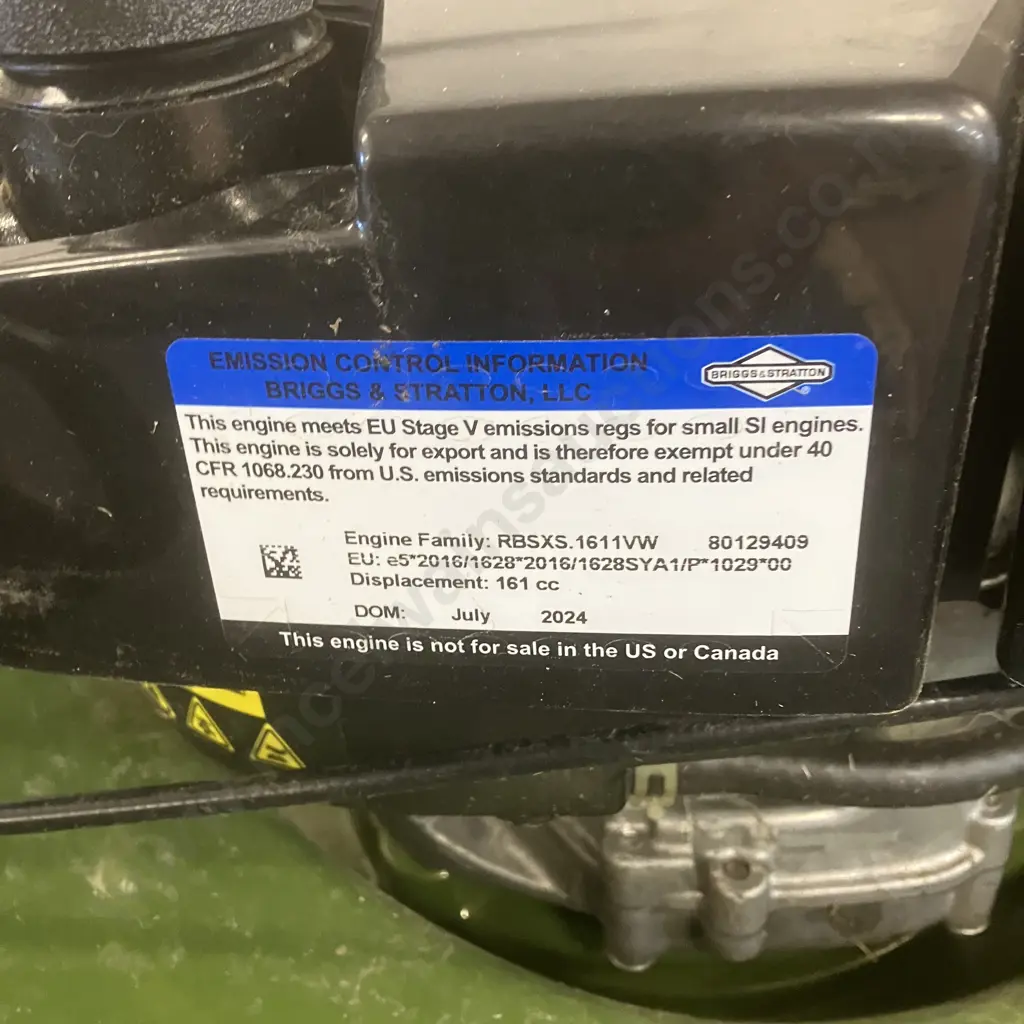 EMISSION CONTROL INFORMATION
BRIGGS & STRATTON, LLC
BRIGGS & STRATTON
This engine meets EU Stage V emissions regs for small SI engines.
This engine is solely for export and is therefore exempt under 40
CFR 1068.230 from U.S. emissions standards and related
requirements.
Engine Family: RBSXS.1611VW 80129409
EU: e5*2016/1628*2016/1628SYA1/P*1029*00
Displacement: 161 cc
DOM: July 2024
This engine is not for sale in the US or Canada